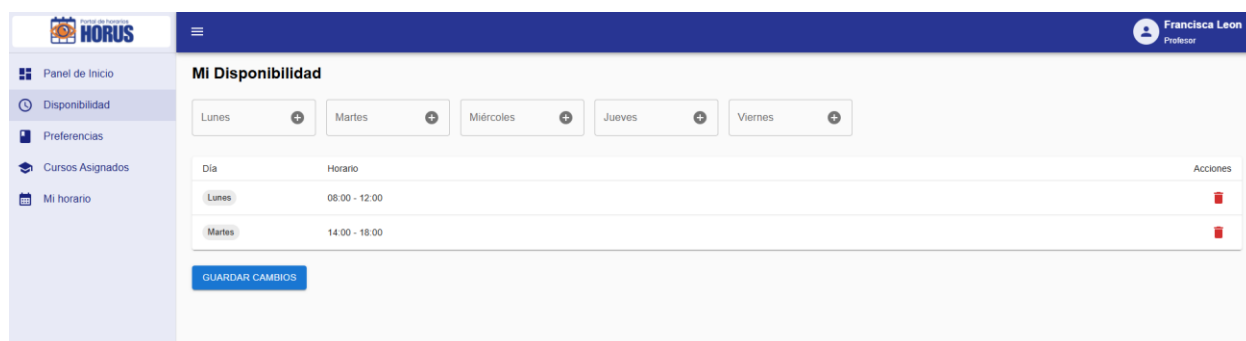 Portal de horarios
HORUS
Francisca Leon
Profesor
Panel de Inicio
Disponibilidad
Preferencias
Cursos Asignados
Mi horario
Mi Disponibilidad
Lunes
Martes
Miércoles
Jueves
Viernes
Día Horario Acciones
Lunes 08:00 - 12:00
Martes 14:00 - 18:00
GUARDAR CAMBIOS